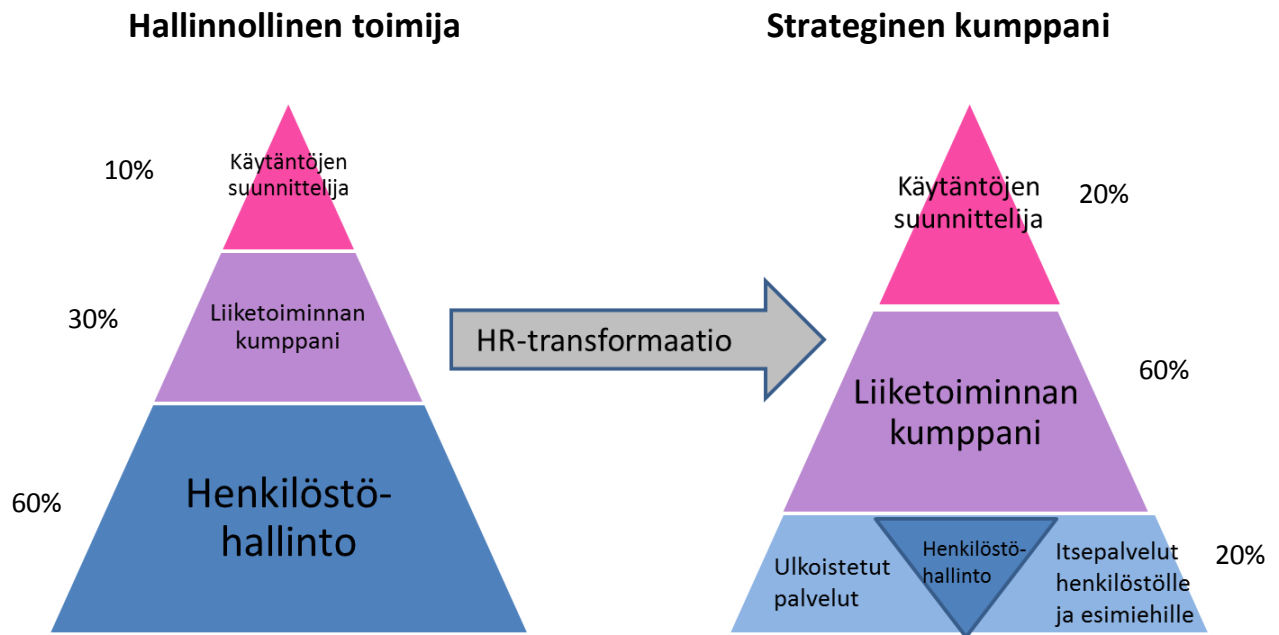 Hallinnollinen toimija
Strateginen kumppani
10%
Käytäntöjen
suunnittelija
30%
Liiketoiminnan
kumppani
60%
Henkilöstö-
hallinto
HR-transformaatio
Käytäntöjen
suunnittelija
20%
Liiketoiminnan
kumppani
60%
Ulkoistetut
palvelut
Henkilöstö-
hallinto
Itsepalvelut
henkilöstölle
ja esimiehille
20%